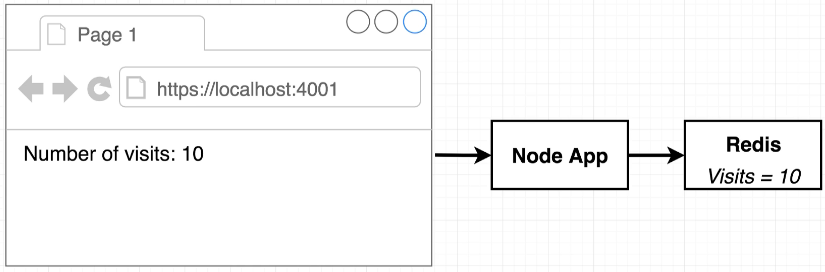 Page 1
https://localhost:4001
Number of visits: 10
Node App
Redis
Visits = 10